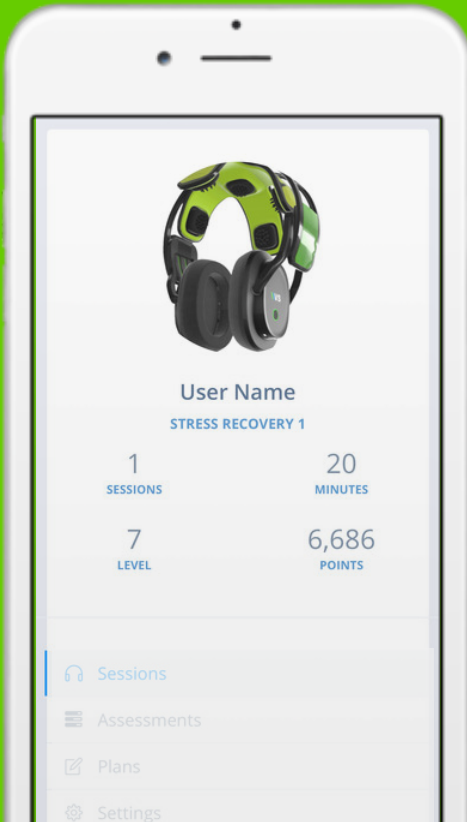 User Name
STRESS RECOVERY 1
1
SESSIONS
20
MINUTES
7
LEVEL
6,686
POINTS
Sessions
Assessments
Plans
Settings